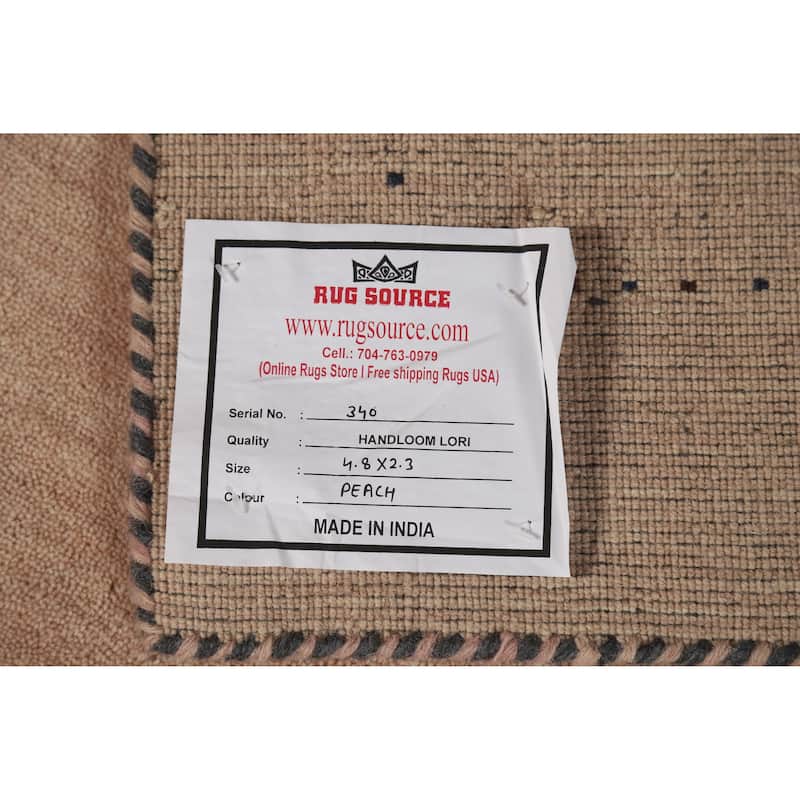 RUG SOURCE
www.rugsource.com
Cell.: 704-763-0979
(Online Rugs Store I Free shipping Rugs USA)
Serial No. : 340
Quality : HANDLOOM LORI
Size : 4.8 X 2.3
Colour : PEACH
MADE IN INDIA